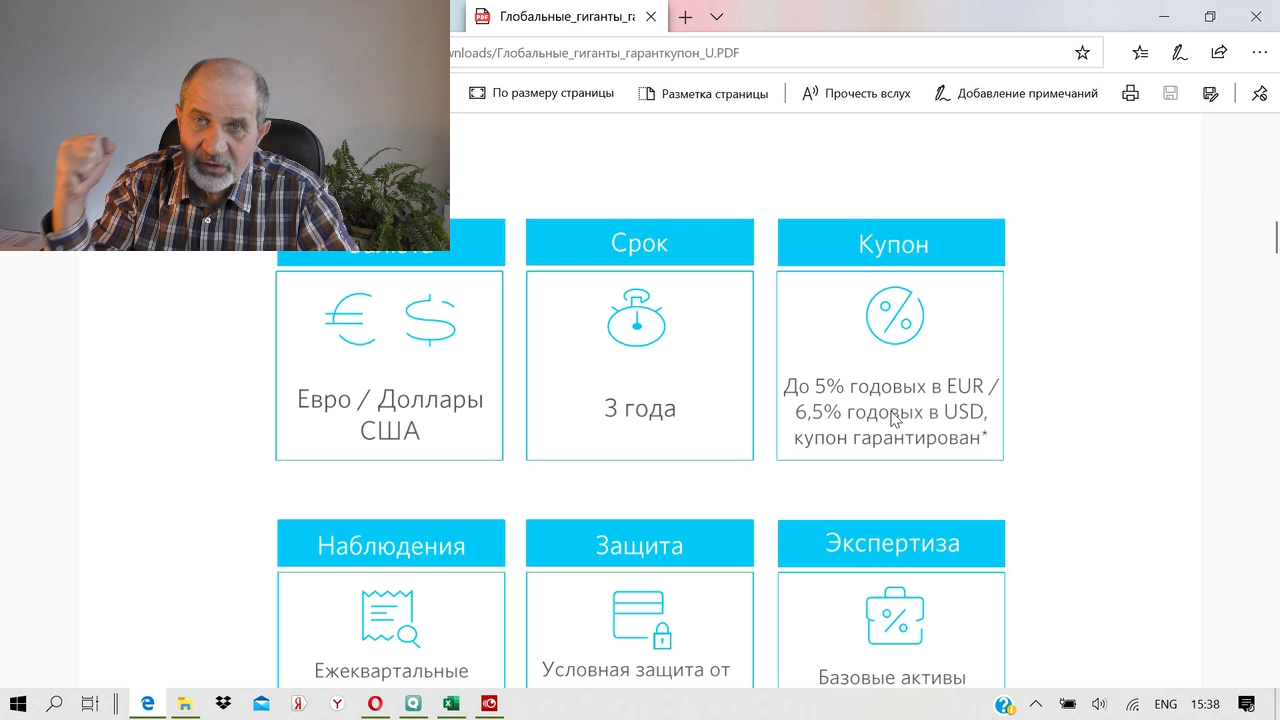 Глобальные_гиганты_га
wnloads/Глобальные_гиганты_гаранткупон_U.PDF
По размеру страницы
Разметка страницы
Прочесть вслух
Добавление примечаний
Срок
Купон
Евро / Доллары
США
3 года
До 5% годовых в EUR /
6,5% годовых в USD,
купон гарантирован*
Наблюдения
Защита
Экспертиза
Ежеквартальные
Условная защита от
Базовые активы
ENG
15:38